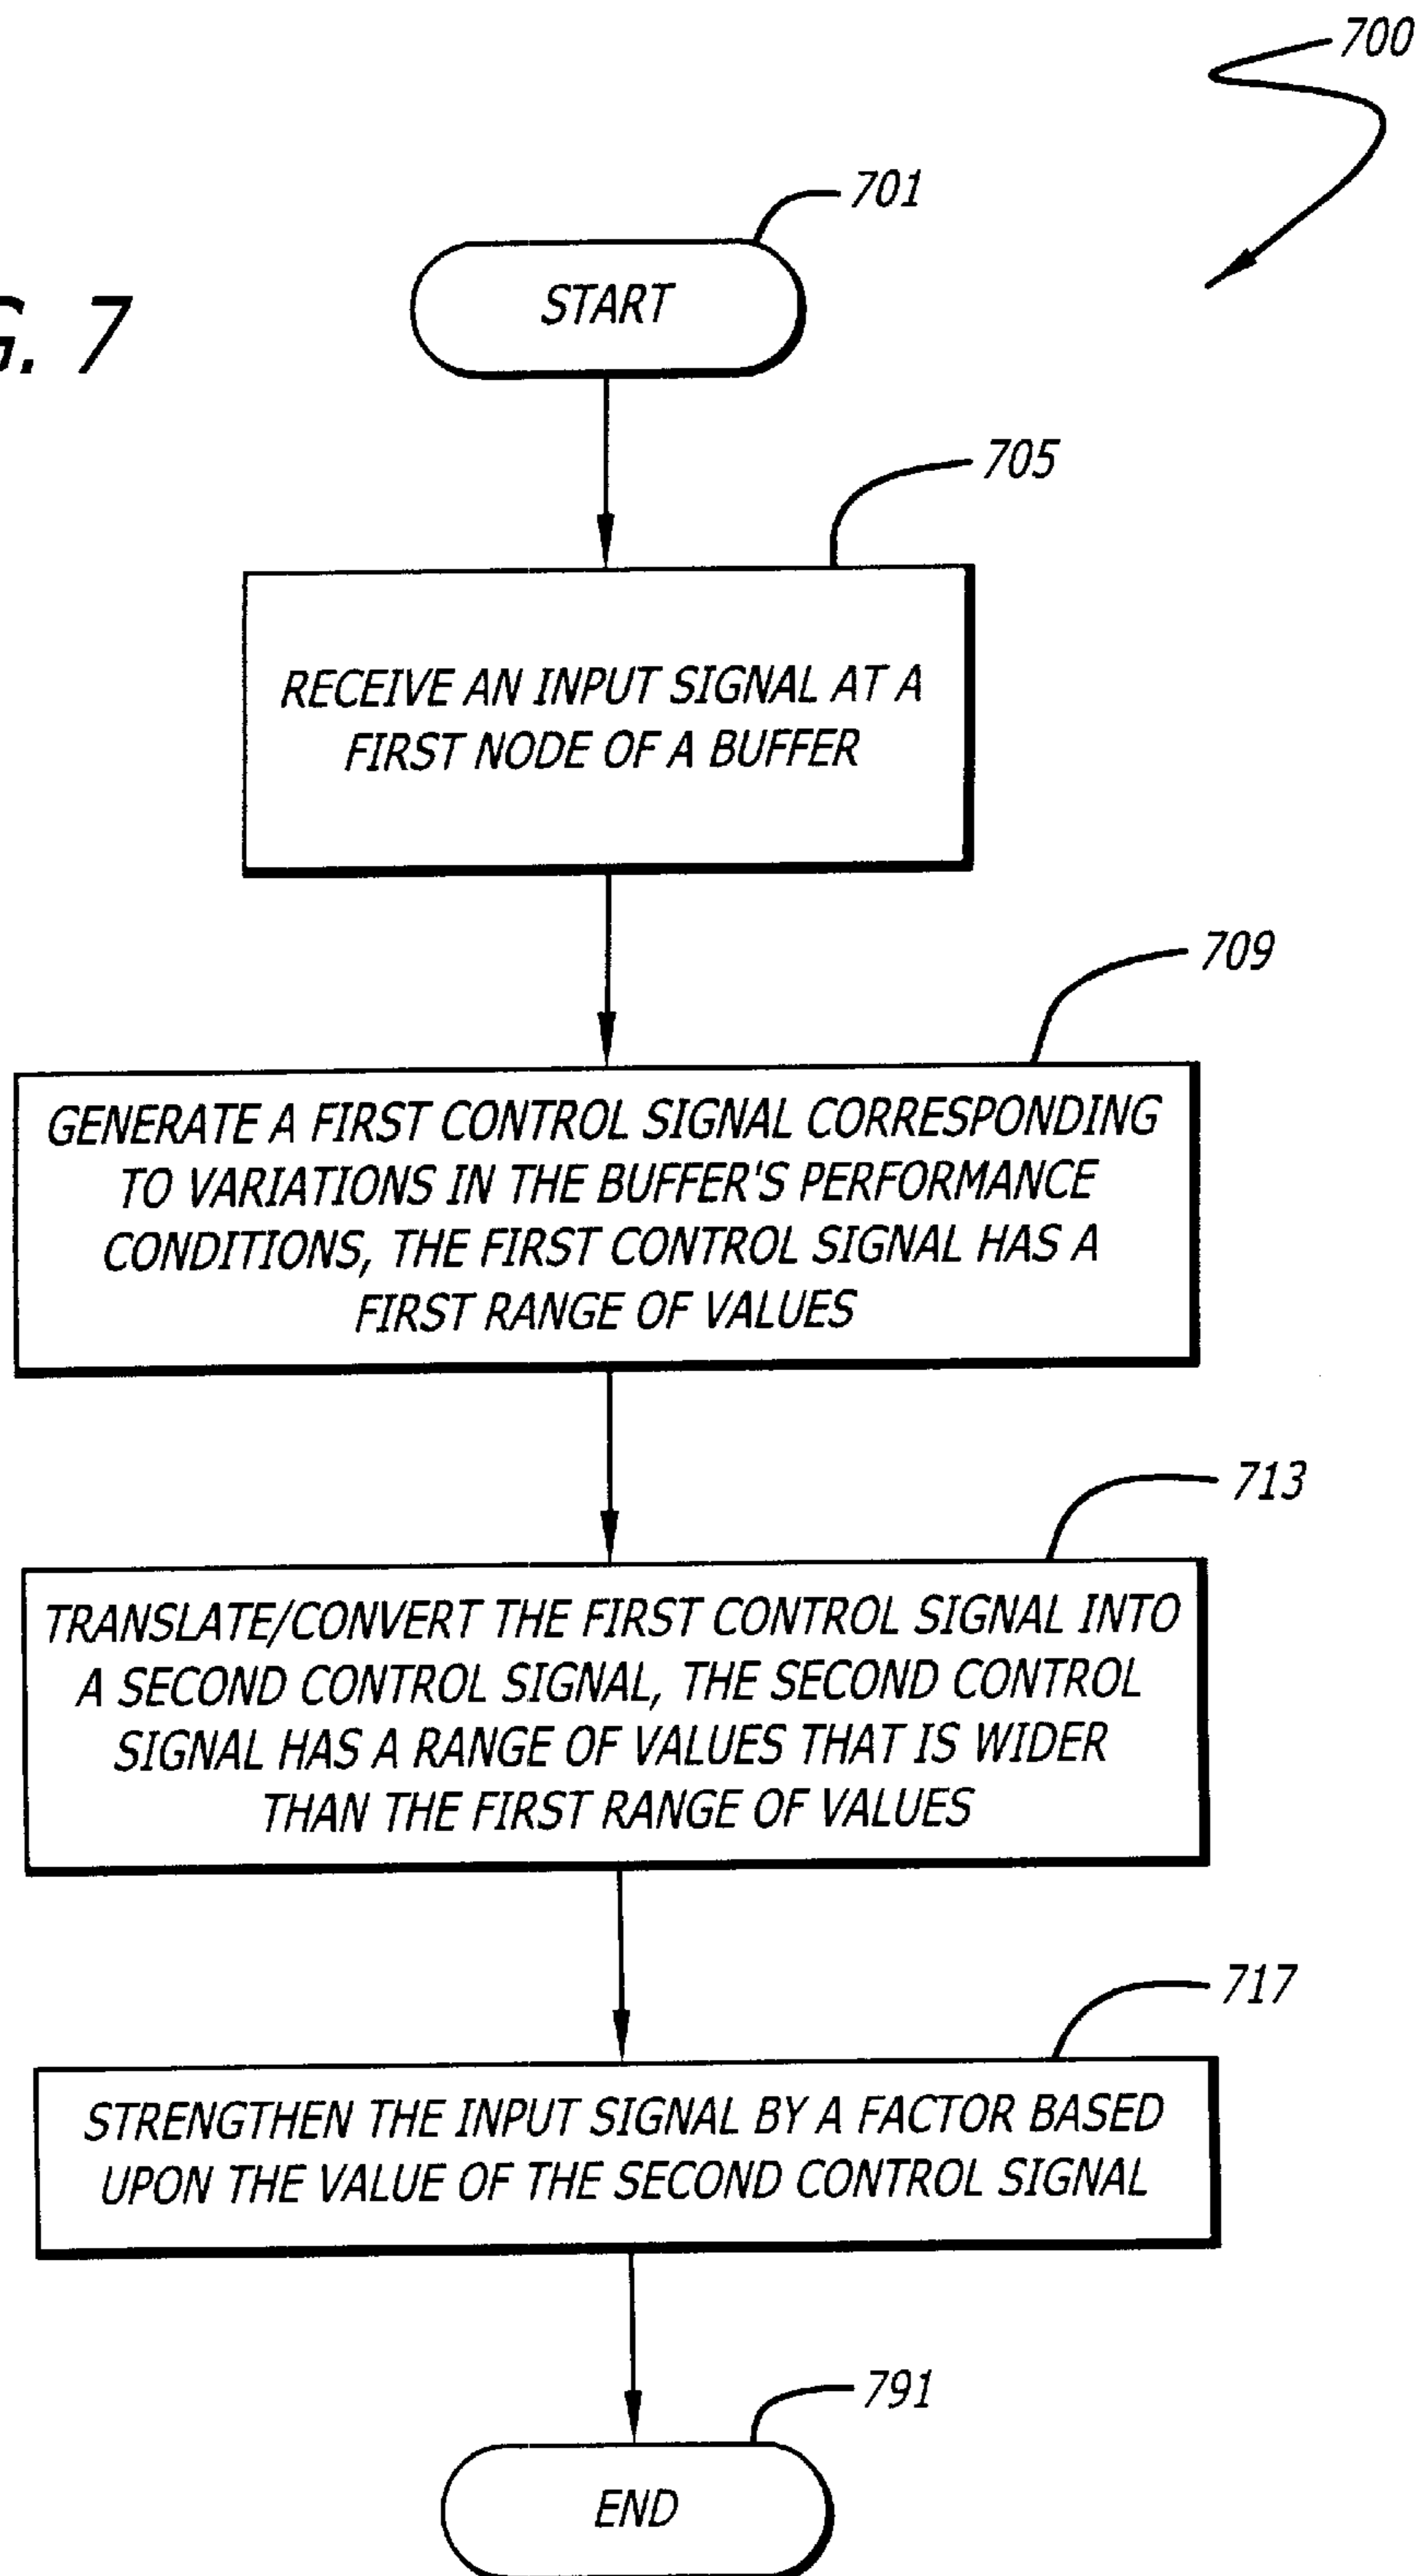 700
701
START
G. 7
705
RECEIVE AN INPUT SIGNAL AT A
FIRST NODE OF A BUFFER
709
GENERATE A FIRST CONTROL SIGNAL CORRESPONDING
TO VARIATIONS IN THE BUFFER'S PERFORMANCE
CONDITIONS, THE FIRST CONTROL SIGNAL HAS A
FIRST RANGE OF VALUES
713
TRANSLATE/CONVERT THE FIRST CONTROL SIGNAL INTO
A SECOND CONTROL SIGNAL, THE SECOND CONTROL
SIGNAL HAS A RANGE OF VALUES THAT IS WIDER
THAN THE FIRST RANGE OF VALUES
717
STRENGTHEN THE INPUT SIGNAL BY A FACTOR BASED
UPON THE VALUE OF THE SECOND CONTROL SIGNAL
791
END